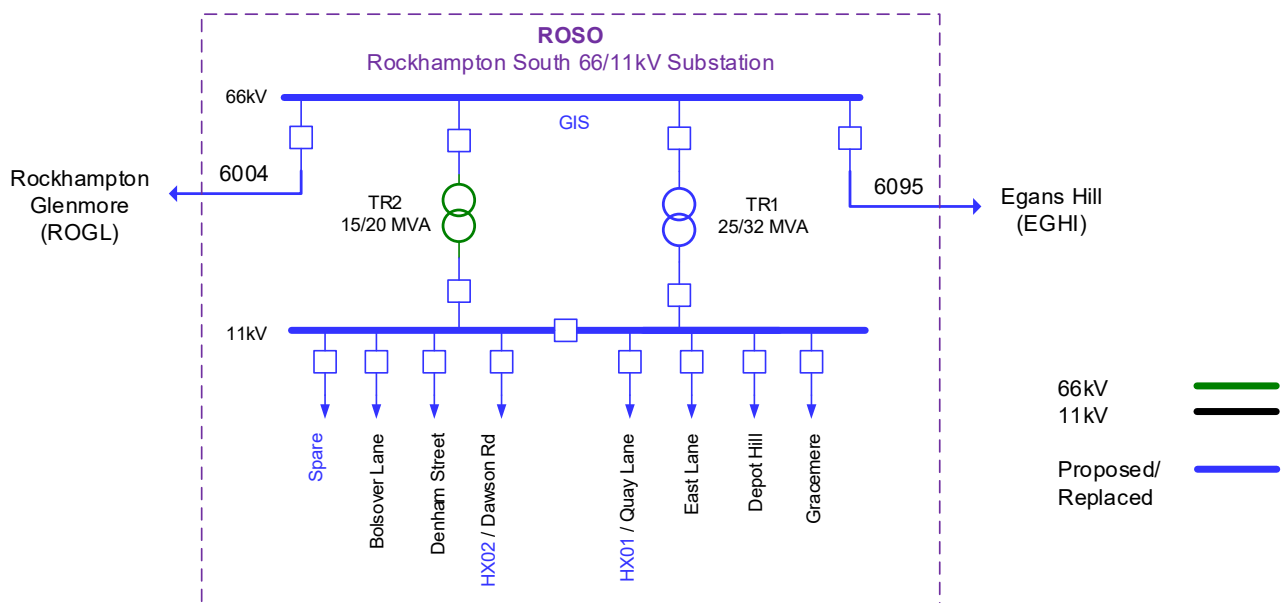 ROSO
Rockhampton South 66/11kV Substation
66kV
GIS
6004
6095
Rockhampton
Glenmore
(ROGL)
TR2
15/20 MVA
TR1
25/32 MVA
Egans Hill
(EGHI)
11kV
Spare
Bolsover Lane
Denham Street
HX02 / Dawson Rd
HX01 / Quay Lane
East Lane
Depot Hill
Gracemere
66kV
11kV
Proposed/
Replaced